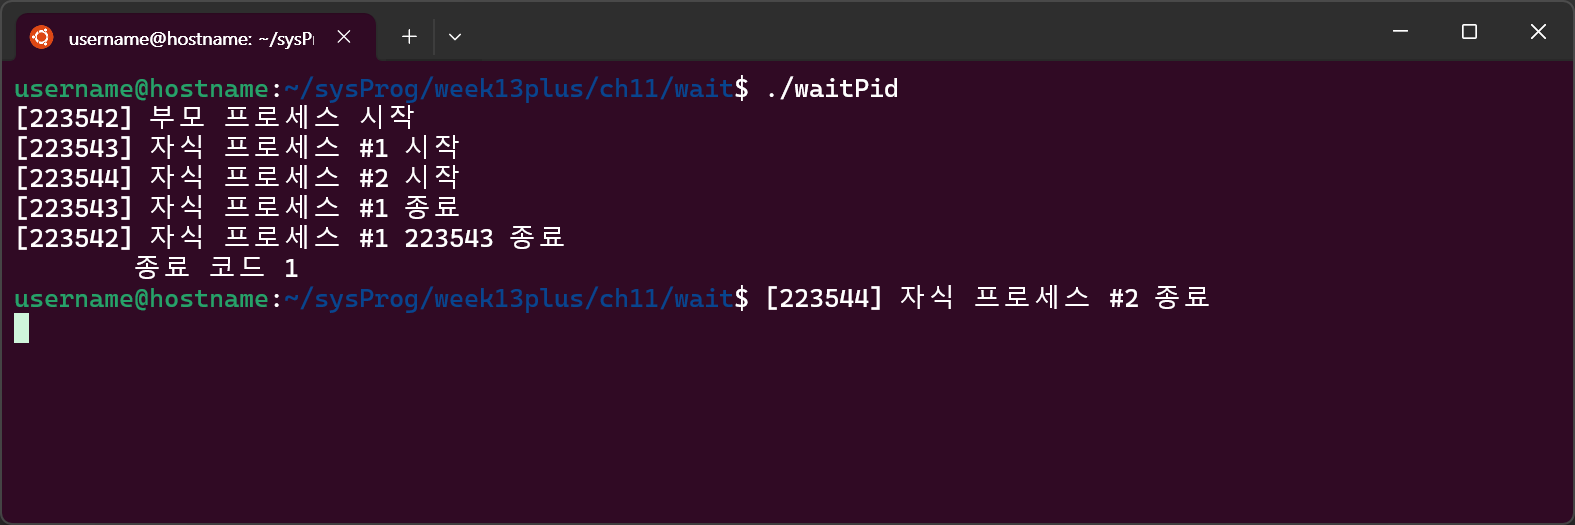 username@hostname: ~/sysPr
username@hostname:~/sysProg/week13plus/ch11/wait$ ./waitPid
[223542] 부모 프로세스 시작
[223543] 자식 프로세스 #1 시작
[223544] 자식 프로세스 #2 시작
[223543] 자식 프로세스 #1 종료
[223542] 자식 프로세스 #1 223543 종료
종료 코드 1
username@hostname:~/sysProg/week13plus/ch11/wait$ [223544] 자식 프로세스 #2 종료